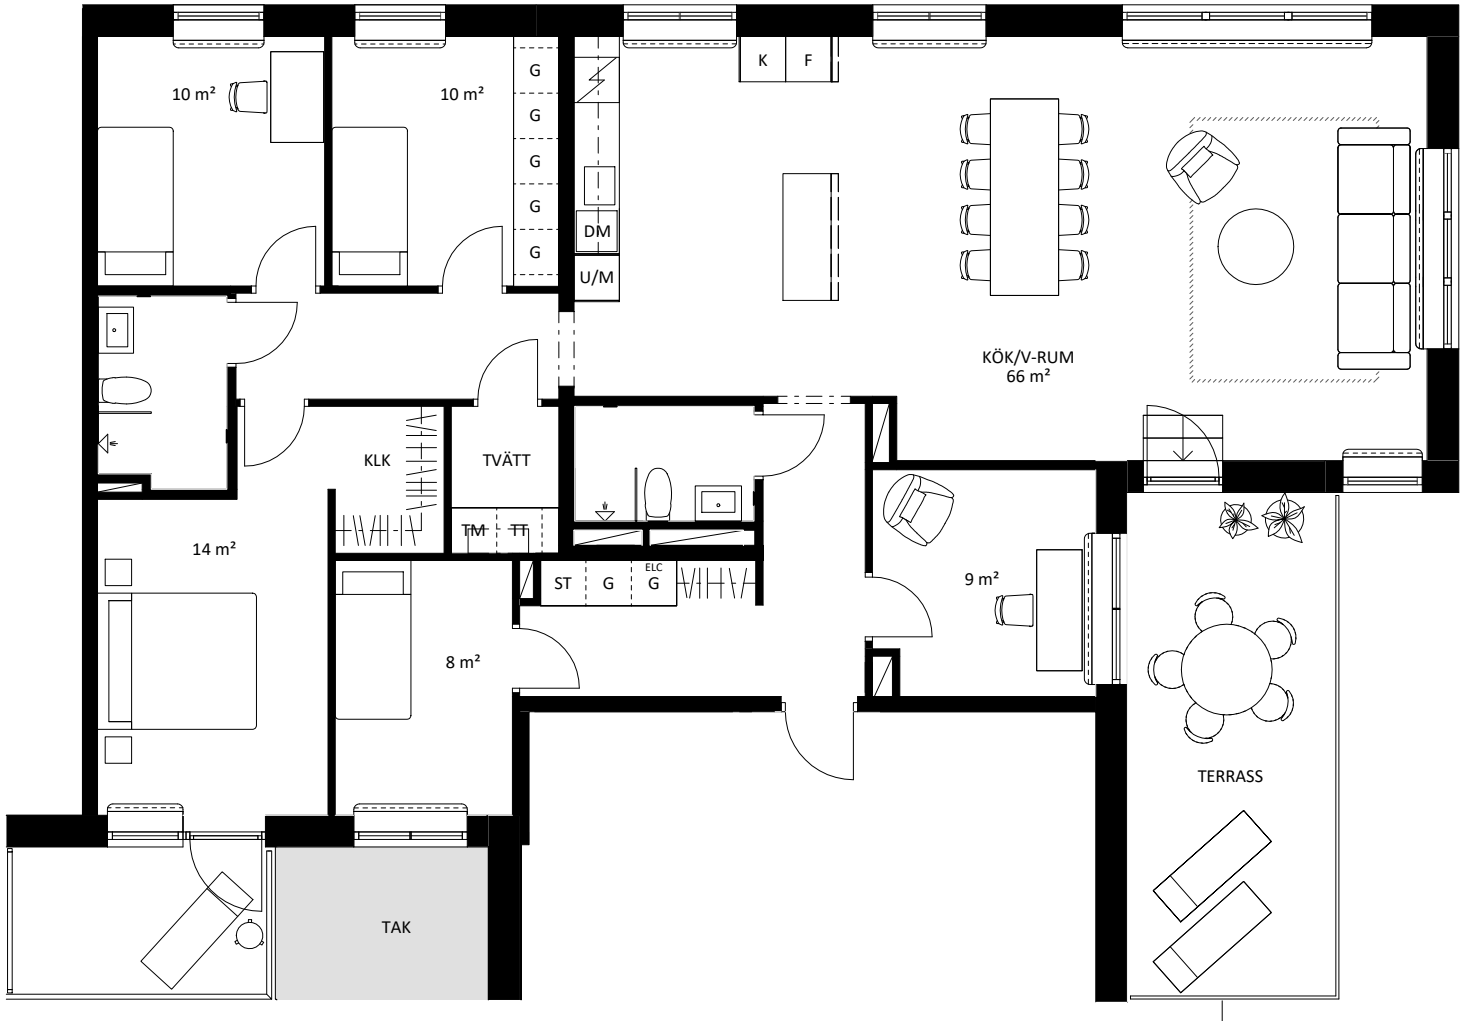 K F
G
10 m²
10 m²
G
G
G
DM
G
U/M
KÖK/V-RUM
66 m²
KLK
TVÄTT
TM TT
14 m²
ELC
ST G G
9 m²
8 m²
TERRASS
TAK